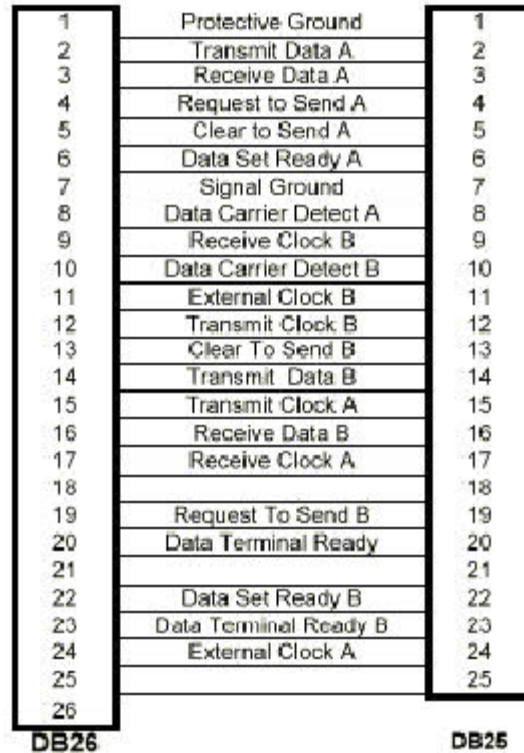 1 Protective Ground 1
2 Transmit Data A 2
3 Receive Data A 3
4 Request to Send A 4
5 Clear to Send A 5
6 Data Set Ready A 6
7 Signal Ground 7
8 Data Carrier Detect A 8
9 Receive Clock B 9
10 Data Carrier Detect B 10
11 External Clock B 11
12 Transmit Clock B 12
13 Clear To Send B 13
14 Transmit Data B 14
15 Transmit Clock A 15
16 Receive Data B 16
17 Receive Clock A 17
18 18
19 Request To Send B 19
20 Data Terminal Ready 20
21 21
22 Data Set Ready B 22
23 Data Terminal Ready B 23
24 External Clock A 24
25 25
26
DB26 DB25